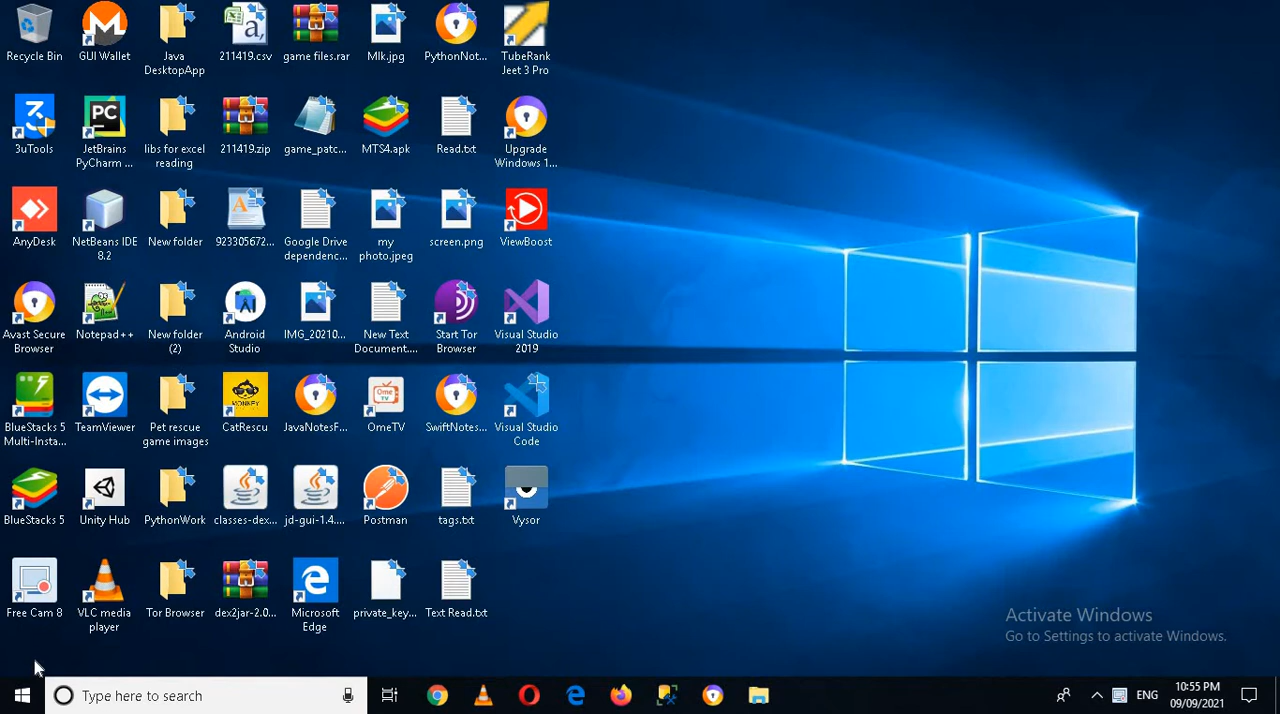 Recycle Bin
GUI Wallet
Java
DesktopApp
211419.csv
game files.rar
Mlk.jpg
PythonNot...
TubeRank
Jeet 3 Pro
3uTools
JetBrains
PyCharm ...
libs for excel
reading
211419.zip
game_patc...
MTS4.apk
Read.txt
Upgrade
Windows 1...
AnyDesk
NetBeans IDE
8.2
New folder
923305672...
Google Drive
dependenc...
my
photo.jpeg
screen.png
ViewBoost
Avast Secure
Browser
Notepad++
New folder
(2)
Android
Studio
IMG_20210...
New Text
Document....
Start Tor
Browser
Visual Studio
2019
BlueStacks 5
Multi-Insta...
TeamViewer
Pet rescue
game images
MONKEY
CatRescu
JavaNotesF...
OmeTV
SwiftNotes...
Visual Studio
Code
BlueStacks 5
Unity Hub
PythonWork
classes-dex...
jd-gui-1.4....
Postman
tags.txt
Vysor
Free Cam 8
VLC media
player
Tor Browser
dex2jar-2.0...
Microsoft
Edge
private_key...
Text Read.txt
Activate Windows
Go to Settings to activate Windows.
Type here to search
ENG
10:55 PM
09/09/2021